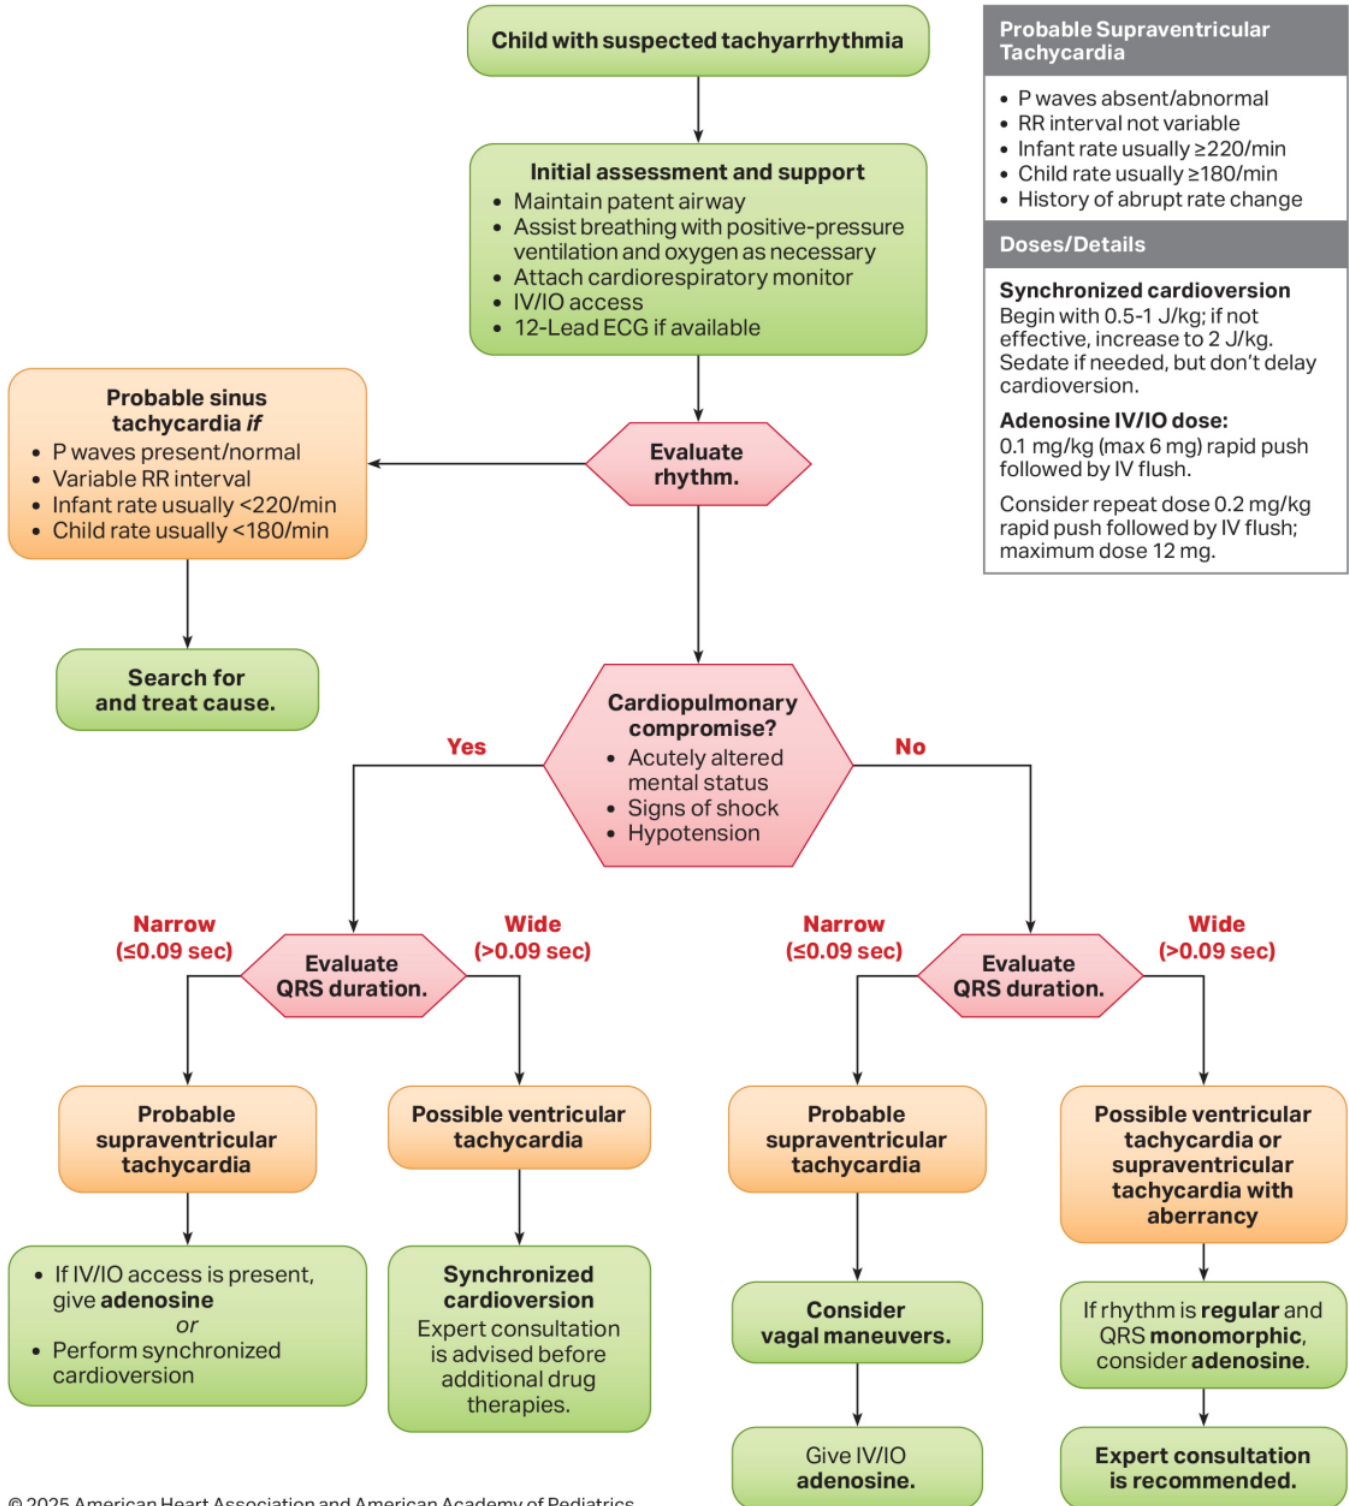 Child with suspected tachyarrhythmia
Initial assessment and support
• Maintain patent airway
• Assist breathing with positive-pressure
ventilation and oxygen as necessary
• Attach cardiorespiratory monitor
• IV/IO access
• 12-Lead ECG if available
Probable Supraventricular
Tachycardia
• P waves absent/abnormal
• RR interval not variable
• Infant rate usually ≥220/min
• Child rate usually ≥180/min
• History of abrupt rate change
Doses/Details
Synchronized cardioversion
Begin with 0.5-1 J/kg; if not
effective, increase to 2 J/kg.
Sedate if needed, but don't delay
cardioversion.
Adenosine IV/IO dose:
0.1 mg/kg (max 6 mg) rapid push
followed by IV flush.
Consider repeat dose 0.2 mg/kg
rapid push followed by IV flush;
maximum dose 12 mg.
Evaluate
rhythm.
Probable sinus
tachycardia if
• P waves present/normal
• Variable RR interval
• Infant rate usually <220/min
• Child rate usually <180/min
Search for
and treat cause.
Cardiopulmonary
compromise?
• Acutely altered
mental status
• Signs of shock
• Hypotension
Yes
No
Narrow
(≤0.09 sec)
Evaluate
QRS duration.
Wide
(>0.09 sec)
Narrow
(≤0.09 sec)
Evaluate
QRS duration.
Wide
(>0.09 sec)
Probable
supraventricular
tachycardia
• If IV/IO access is present,
give adenosine
or
• Perform synchronized
cardioversion
Possible ventricular
tachycardia
Synchronized
cardioversion
Expert consultation
is advised before
additional drug
therapies.
Probable
supraventricular
tachycardia
Consider
vagal maneuvers.
Give IV/IO
adenosine.
Possible ventricular
tachycardia or
supraventricular
tachycardia with
aberrancy
If rhythm is regular and
QRS monomorphic,
consider adenosine.
Expert consultation
is recommended.
© 2025 American Heart Association and American Academy of Pediatrics